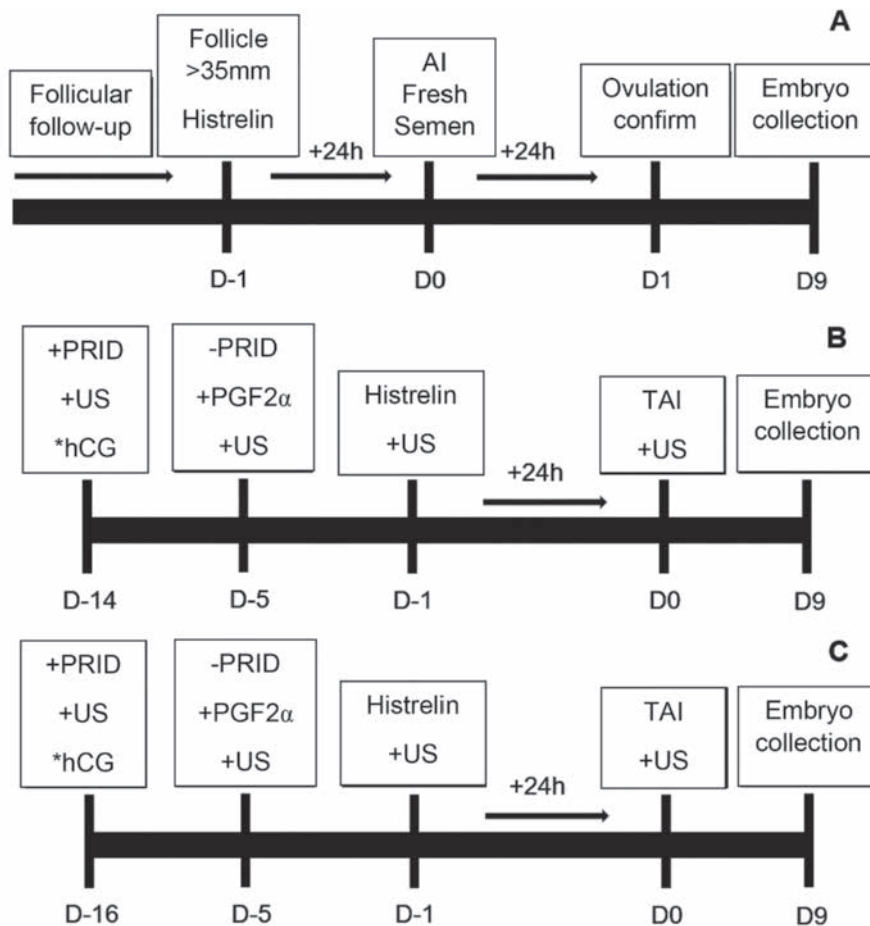 A
Follicular
follow-up
Follicle
>35mm
Histrelin
AI
Fresh
Semen
Ovulation
confirm
Embryo
collection
+24h
+24h
D-1
D0
D1
D9
B
+PRID
+US
*hCG
-PRID
+PGF2α
+US
Histrelin
+US
TAI
+US
Embryo
collection
+24h
D-14
D-5
D-1
D0
D9
C
+PRID
+US
*hCG
-PRID
+PGF2α
+US
Histrelin
+US
TAI
+US
Embryo
collection
+24h
D-16
D-5
D-1
D0
D9